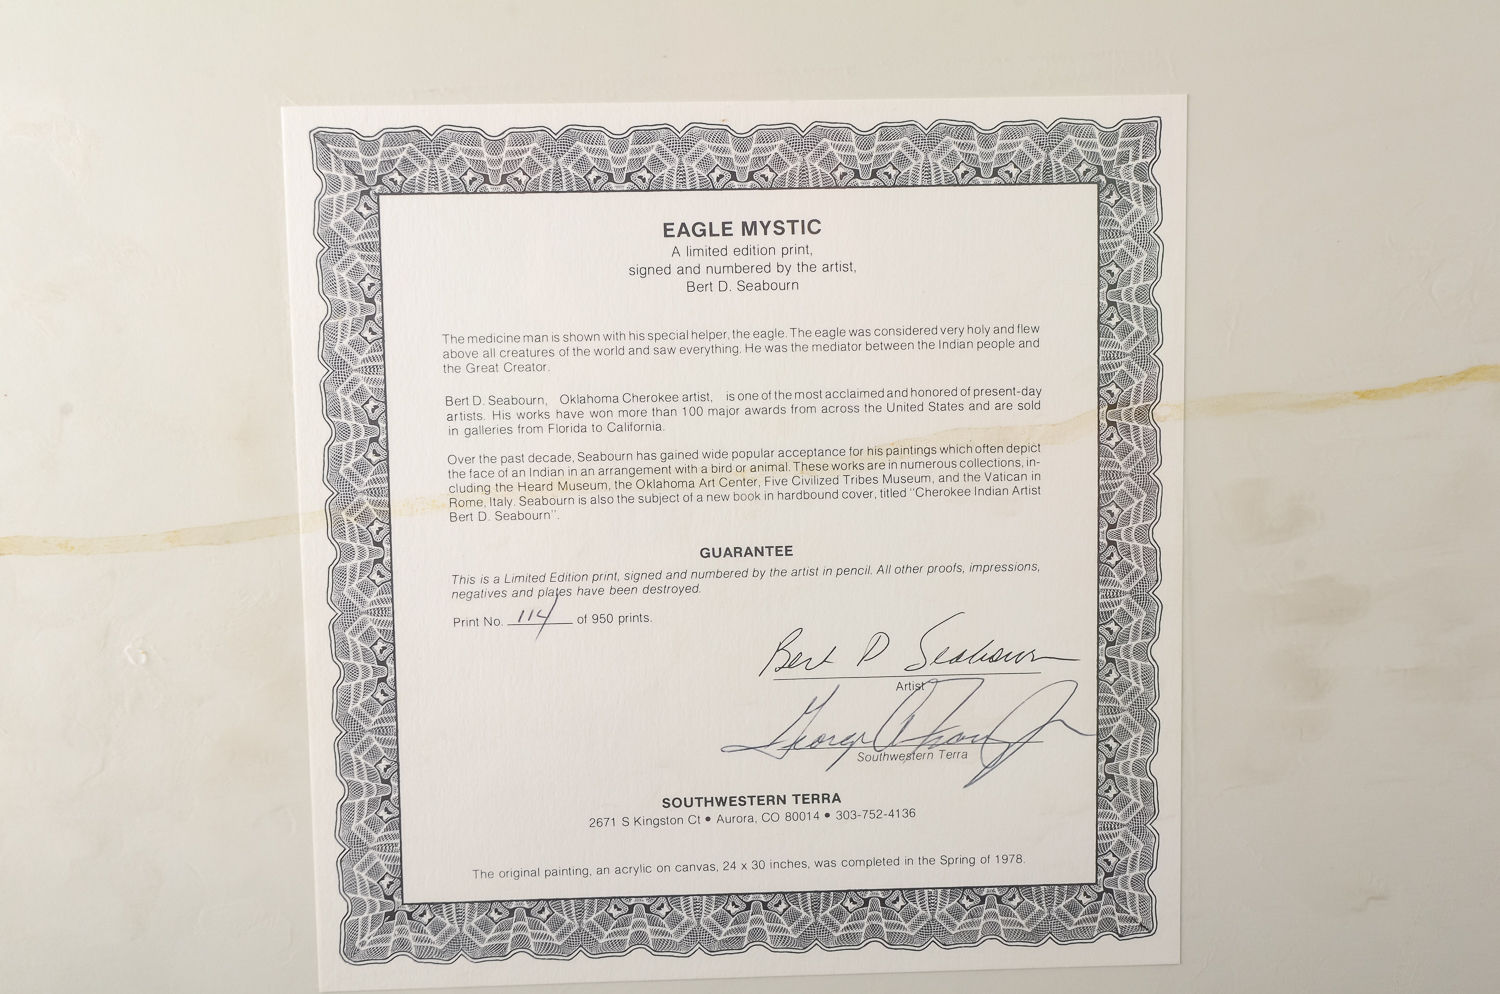 EAGLE MYSTIC
A limited edition print,
signed and numbered by the artist,
Bert D. Seabourn
The medicine man is shown with his special helper, the eagle. The eagle was considered very holy and flew
above all creatures of the world and saw everything. He was the mediator between the Indian people and
the Great Creator.
Bert D. Seabourn, Oklahoma Cherokee artist, is one of the most acclaimed and honored of present-day
artists. His works have won more than 100 major awards from across the United States and are sold
in galleries from Florida to California.
Over the past decade, Seabourn has gained wide popular acceptance for his paintings which often depict
the face of an Indian in an arrangement with a bird or animal. These works are in numerous collections, in-
cluding the Heard Museum, the Oklahoma Art Center, Five Civilized Tribes Museum, and the Vatican in
Rome, Italy. Seabourn is also the subject of a new book in hardbound cover, titled "Cherokee Indian Artist
Bert D. Seabourn".
GUARANTEE
This is a Limited Edition print, signed and numbered by the artist in pencil. All other proofs, impressions,
negatives and plates have been destroyed.
Print No. 114 of 950 prints.
Bert D Seabourn
Artist
George
Southwestern Terra
SOUTHWESTERN TERRA
2671 S Kingston Ct • Aurora, CO 80014 • 303-752-4136
The original painting, an acrylic on canvas, 24 x 30 inches, was completed in the Spring of 1978.